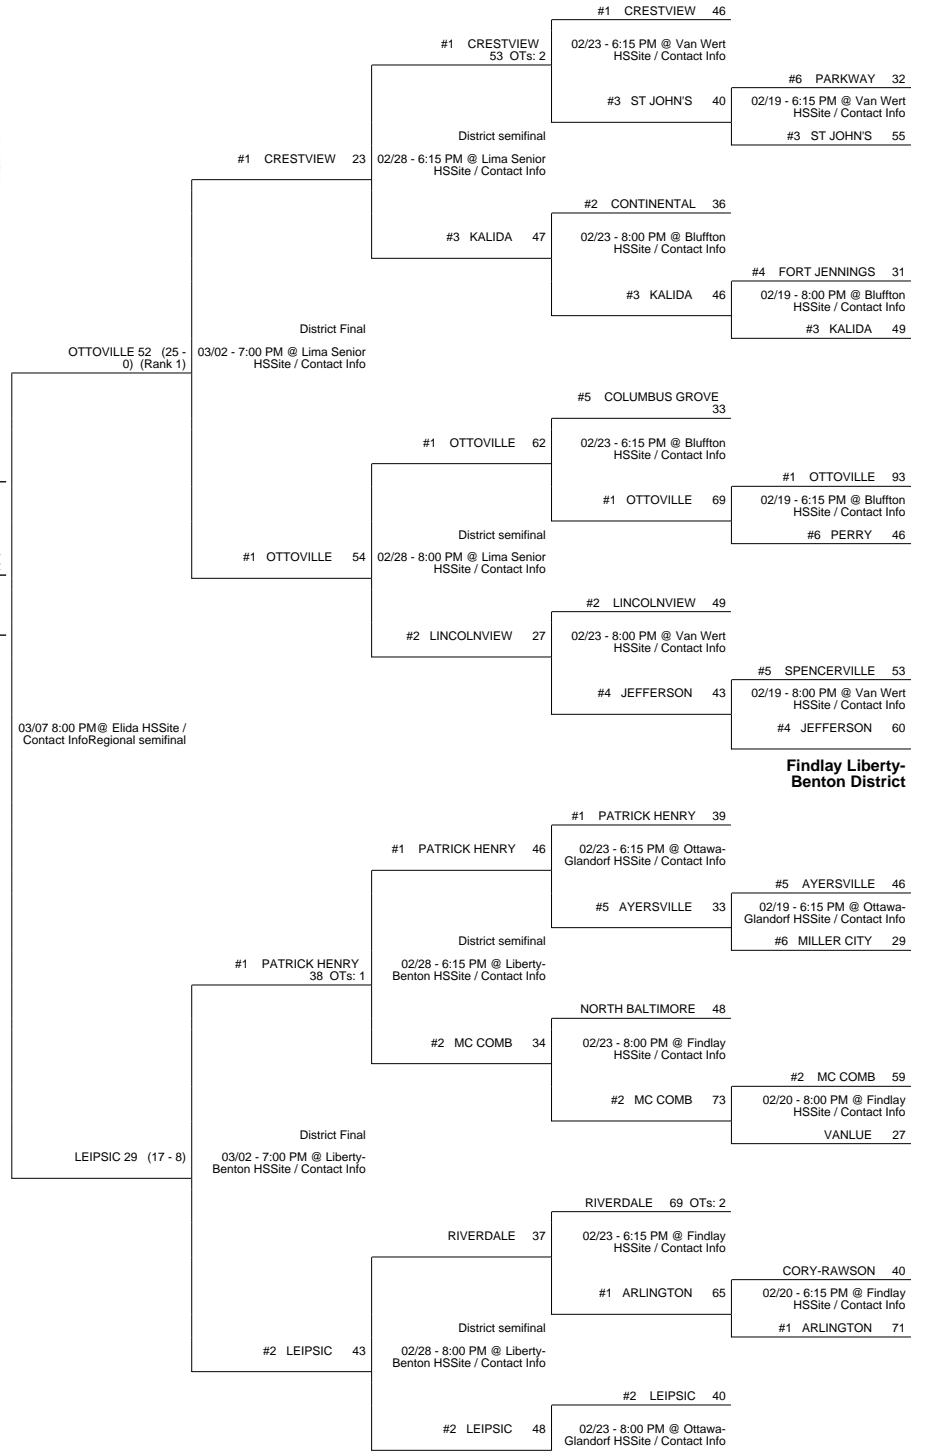 #1 CRESTVIEW 46
#1 CRESTVIEW
53 OTs: 2
02/23 - 6:15 PM @ Van Wert
HSSite / Contact Info
#6 PARKWAY 32
#3 ST JOHN'S 40
02/19 - 6:15 PM @ Van Wert
HSSite / Contact Info
#3 ST JOHN'S 55
District semifinal
#1 CRESTVIEW 23
02/28 - 6:15 PM @ Lima Senior
HSSite / Contact Info
#2 CONTINENTAL 36
#3 KALIDA 47
02/23 - 8:00 PM @ Bluffton
HSSite / Contact Info
#4 FORT JENNINGS 31
#3 KALIDA 46
02/19 - 8:00 PM @ Bluffton
HSSite / Contact Info
#3 KALIDA 49
District Final
OTTOVILLE 52 (25 -
0) (Rank 1)
03/02 - 7:00 PM @ Lima Senior
HSSite / Contact Info
#5 COLUMBUS GROVE
33
#1 OTTOVILLE 62
02/23 - 6:15 PM @ Bluffton
HSSite / Contact Info
#1 OTTOVILLE 93
#1 OTTOVILLE 69
02/19 - 6:15 PM @ Bluffton
HSSite / Contact Info
#6 PERRY 46
District semifinal
#1 OTTOVILLE 54
02/28 - 8:00 PM @ Lima Senior
HSSite / Contact Info
#2 LINCOLNVIEW 49
#2 LINCOLNVIEW 27
02/23 - 8:00 PM @ Van Wert
HSSite / Contact Info
#5 SPENCERVILLE 53
#4 JEFFERSON 43
02/19 - 8:00 PM @ Van Wert
HSSite / Contact Info
#4 JEFFERSON 60
03/07 8:00 PM@ Elida HSSite /
Contact InfoRegional semifinal
Findlay Liberty-
Benton District
#1 PATRICK HENRY 39
#1 PATRICK HENRY 46
02/23 - 6:15 PM @ Ottawa-
Glandorf HSSite / Contact Info
#5 AYERSVILLE 46
#5 AYERSVILLE 33
02/19 - 6:15 PM @ Ottawa-
Glandorf HSSite / Contact Info
#6 MILLER CITY 29
District semifinal
#1 PATRICK HENRY
38 OTs: 1
02/28 - 6:15 PM @ Liberty-
Benton HSSite / Contact Info
NORTH BALTIMORE 48
#2 MC COMB 34
02/23 - 8:00 PM @ Findlay
HSSite / Contact Info
#2 MC COMB 59
#2 MC COMB 73
02/20 - 8:00 PM @ Findlay
HSSite / Contact Info
VANLUE 27
District Final
LEIPSIC 29 (17 - 8)
03/02 - 7:00 PM @ Liberty-
Benton HSSite / Contact Info
RIVERDALE 69 OTs: 2
RIVERDALE 37
02/23 - 6:15 PM @ Findlay
HSSite / Contact Info
CORY-RAWSON 40
#1 ARLINGTON 65
02/20 - 6:15 PM @ Findlay
HSSite / Contact Info
#1 ARLINGTON 71
District semifinal
#2 LEIPSIC 43
02/28 - 8:00 PM @ Liberty-
Benton HSSite / Contact Info
#2 LEIPSIC 40
#2 LEIPSIC 48
02/23 - 8:00 PM @ Ottawa-
Glandorf HSSite / Contact Info